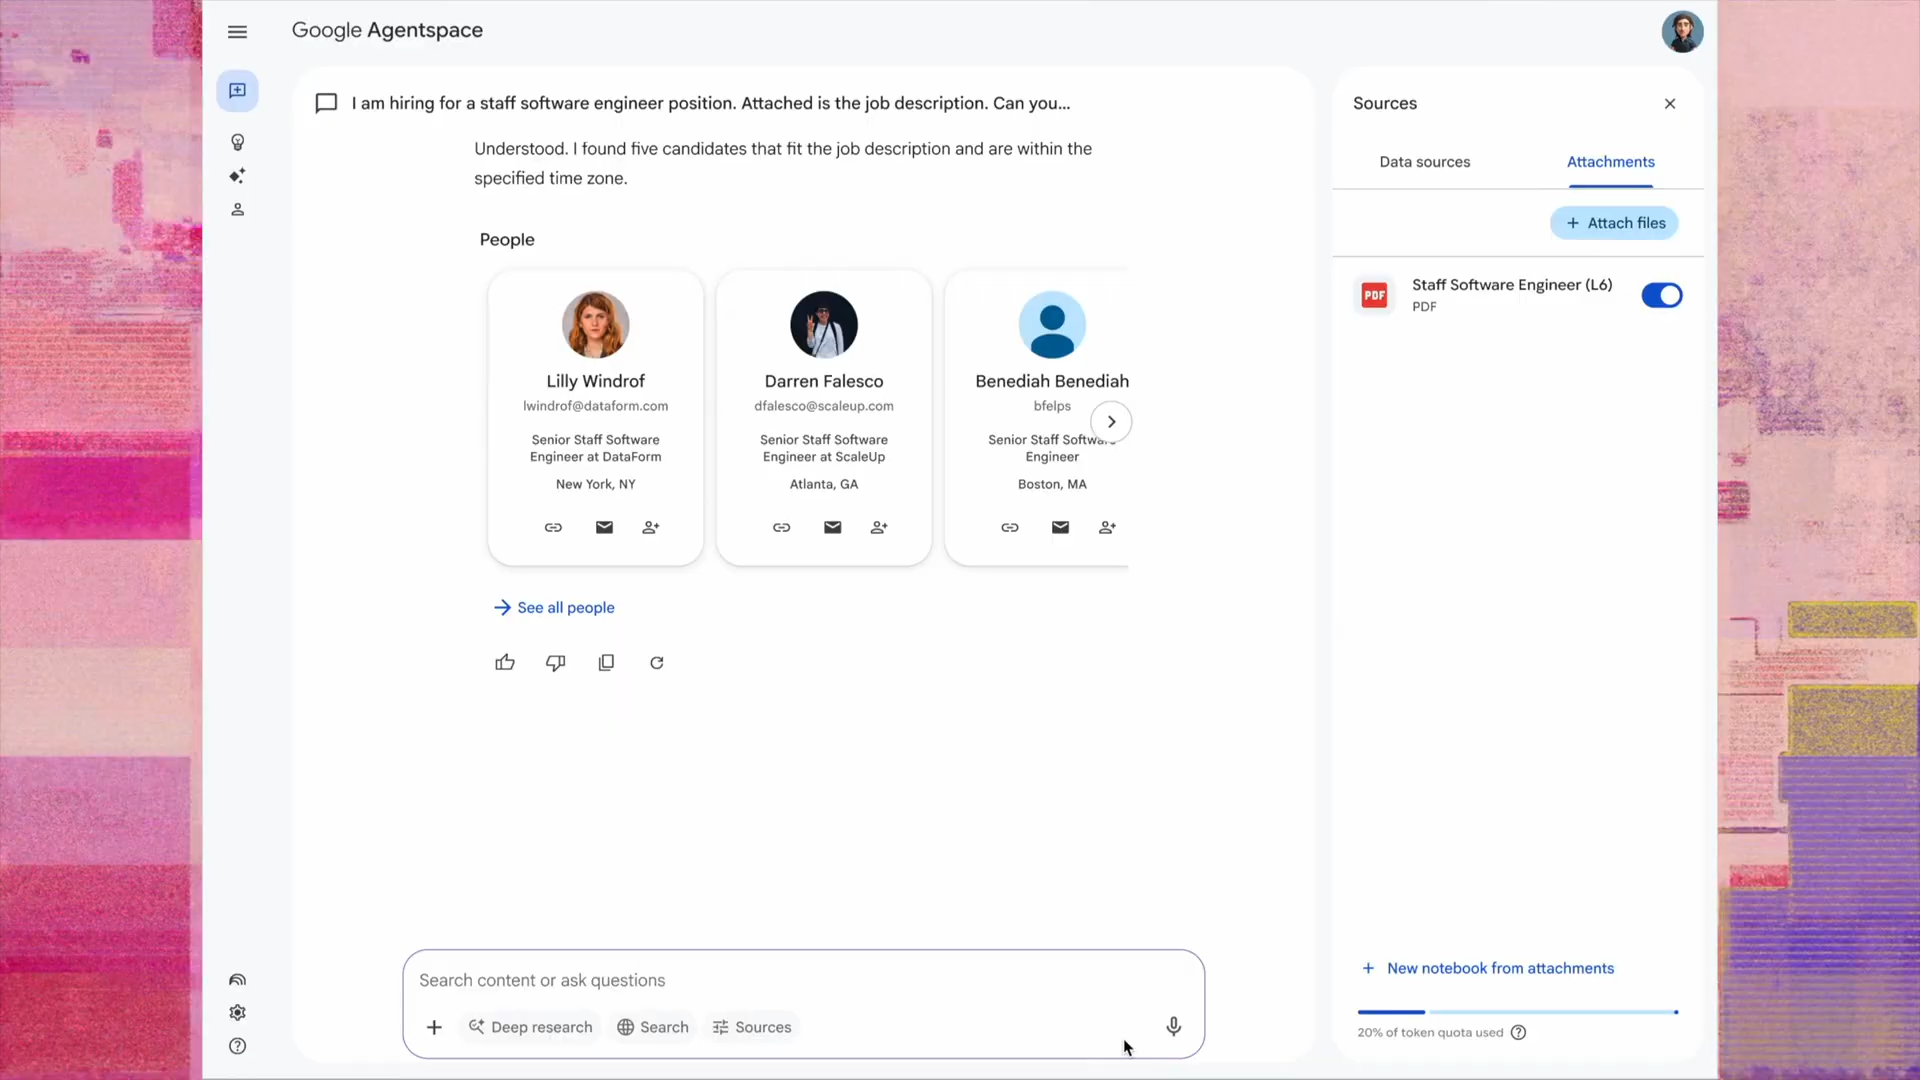 Google Agentspace
I am hiring for a staff software engineer position. Attached is the job description. Can you...
Understood. I found five candidates that fit the job description and are within the
specified time zone.
People
Lilly Windrof
lwindrof@dataform.com
Senior Staff Software
Engineer at DataForm
New York, NY
Darren Falesco
dfalesco@scaleup.com
Senior Staff Software
Engineer at ScaleUp
Atlanta, GA
Benediah Benediah
bfelps
Senior Staff Software
Engineer
Boston, MA
See all people
Search content or ask questions
Deep research
Search
Sources
Sources
Data sources
Attachments
+ Attach files
PDF
Staff Software Engineer (L6)
PDF
+ New notebook from attachments
20% of token quota used